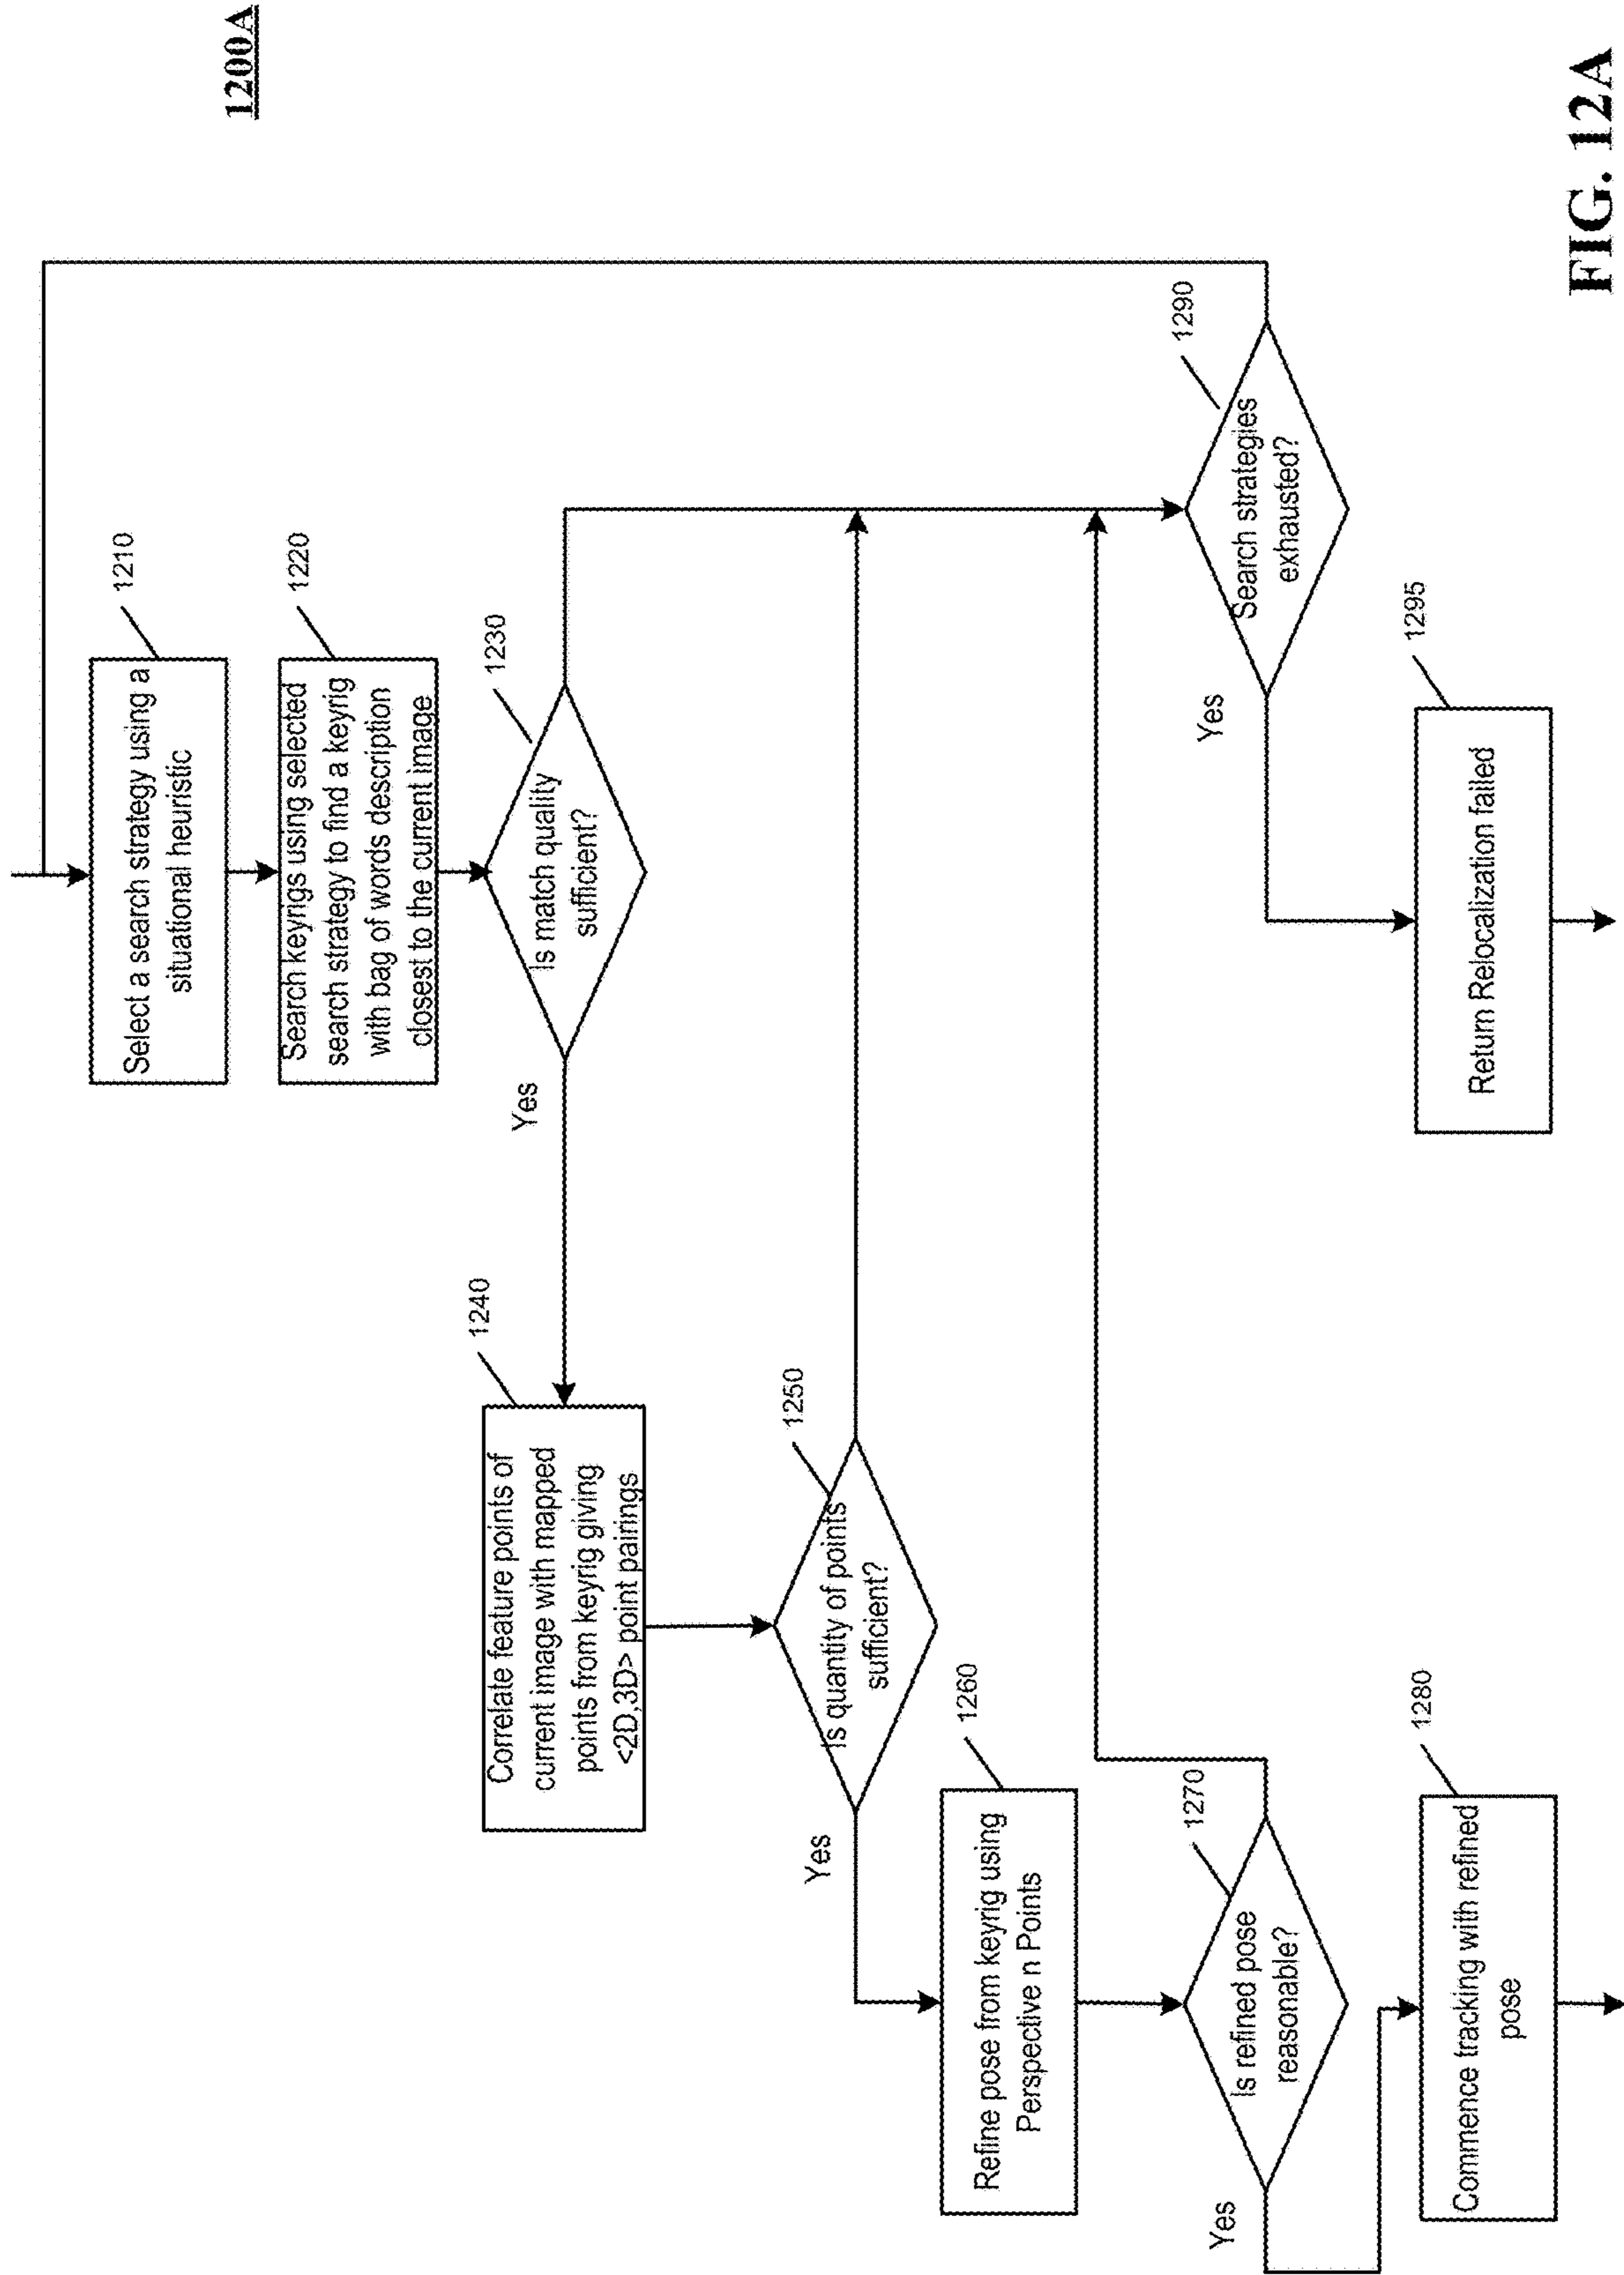 1200A
1210
Select a search strategy using a
situational heuristic
1220
Search keyrigs using selected
search strategy to find a keyrig
with bag of words description
closest to the current image
1230
Is match quality
sufficient?
Yes
1240
Correlate feature points of
current image with mapped
points from keyrig giving
<2D,3D> point pairings
1250
Is quantity of points
sufficient?
Yes
1260
Refine pose from keyrig using
Perspective n Points
1270
Is refined pose
reasonable?
Yes
1280
Commence tracking with refined
pose
1290
Search strategies
exhausted?
Yes
1295
Return Relocalization failed
FIG. 12A